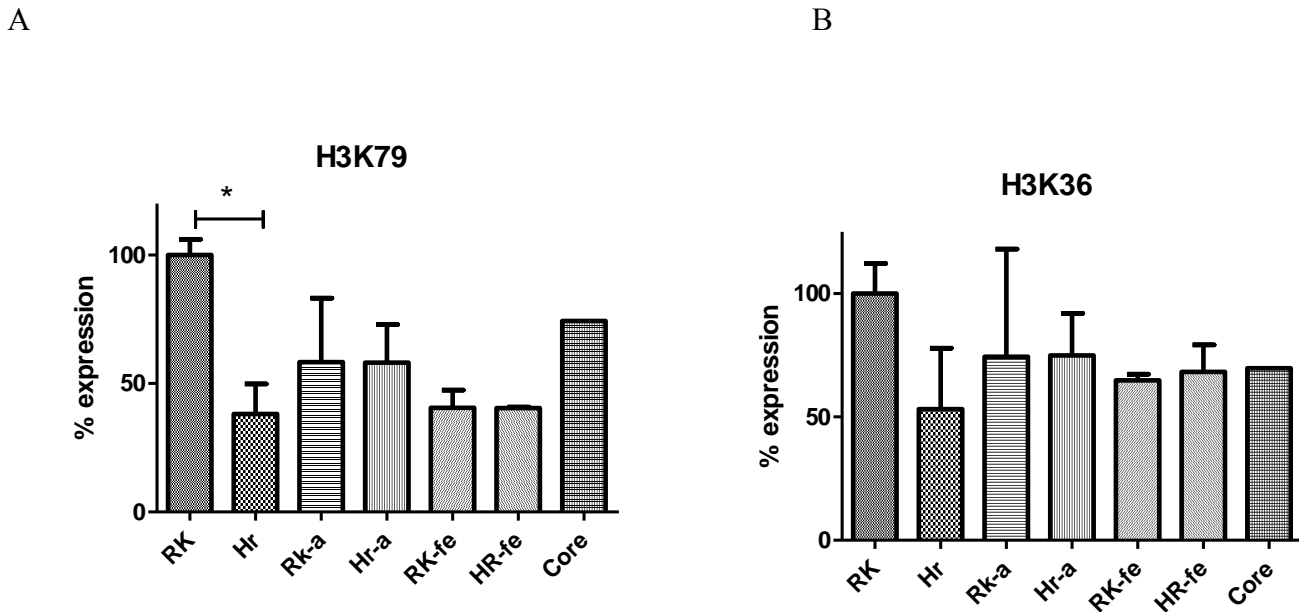 A
B
H3K79
*
100
50
0
% expression
RK
Hr
Rk-a
Hr-a
RK-fe
HR-fe
Core
H3K36
100
50
0
% expression
RK
Hr
Rk-a
Hr-a
RK-fe
HR-fe
Core